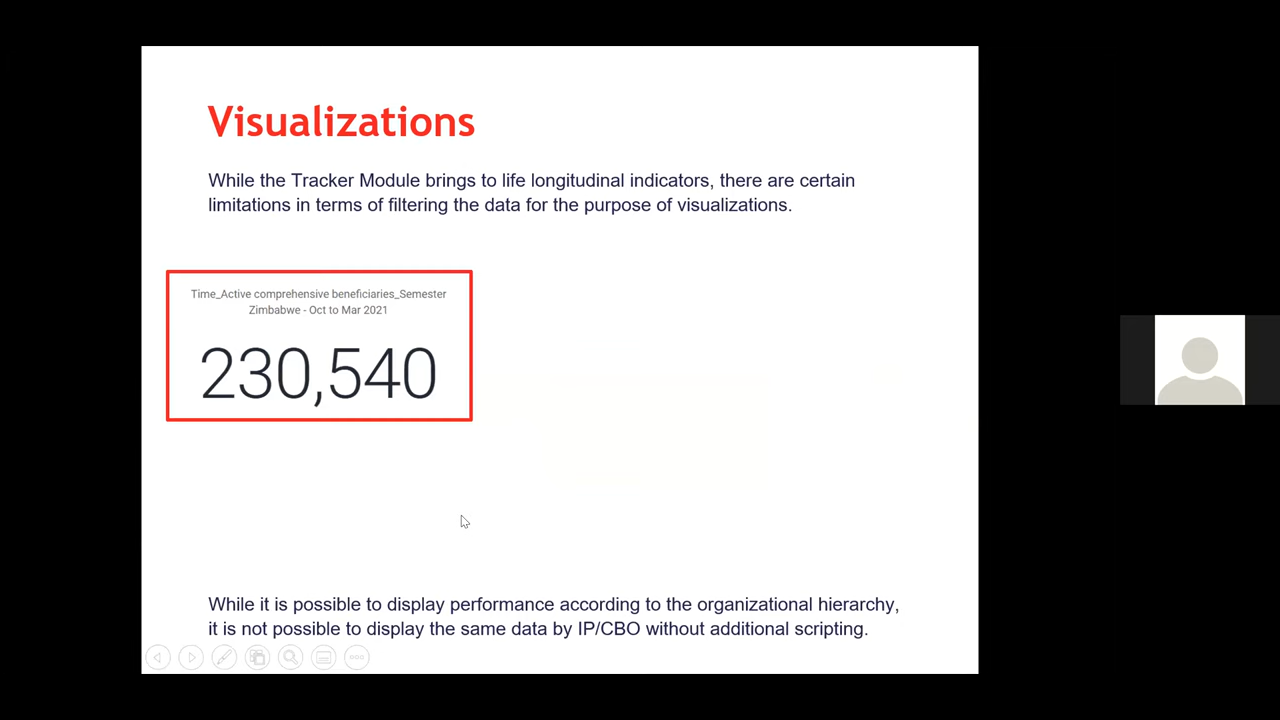 Visualizations
While the Tracker Module brings to life longitudinal indicators, there are certain
limitations in terms of filtering the data for the purpose of visualizations.
Time_Active comprehensive beneficiaries_Semester
Zimbabwe - Oct to Mar 2021
230,540
While it is possible to display performance according to the organizational hierarchy,
it is not possible to display the same data by IP/CBO without additional scripting.